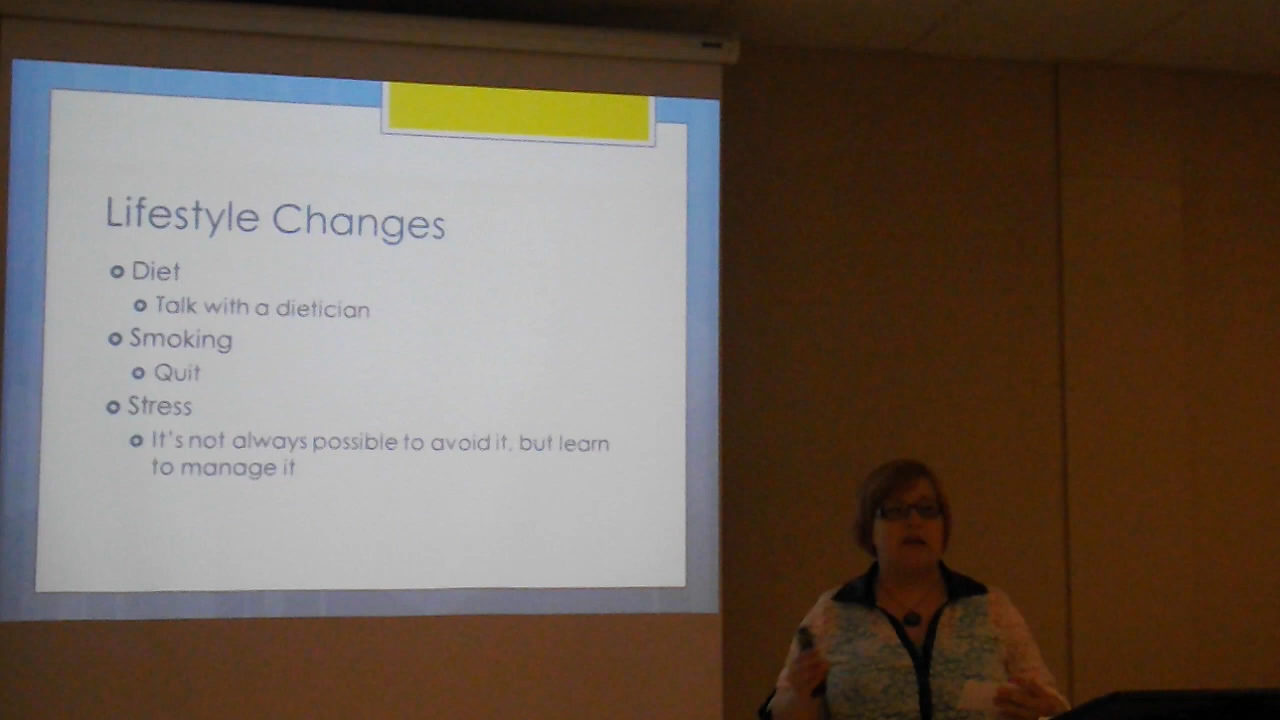 Lifestyle Changes
Diet
Talk with a dietician
Smoking
Quit
Stress
It's not always possible to avoid it, but learn
to manage it